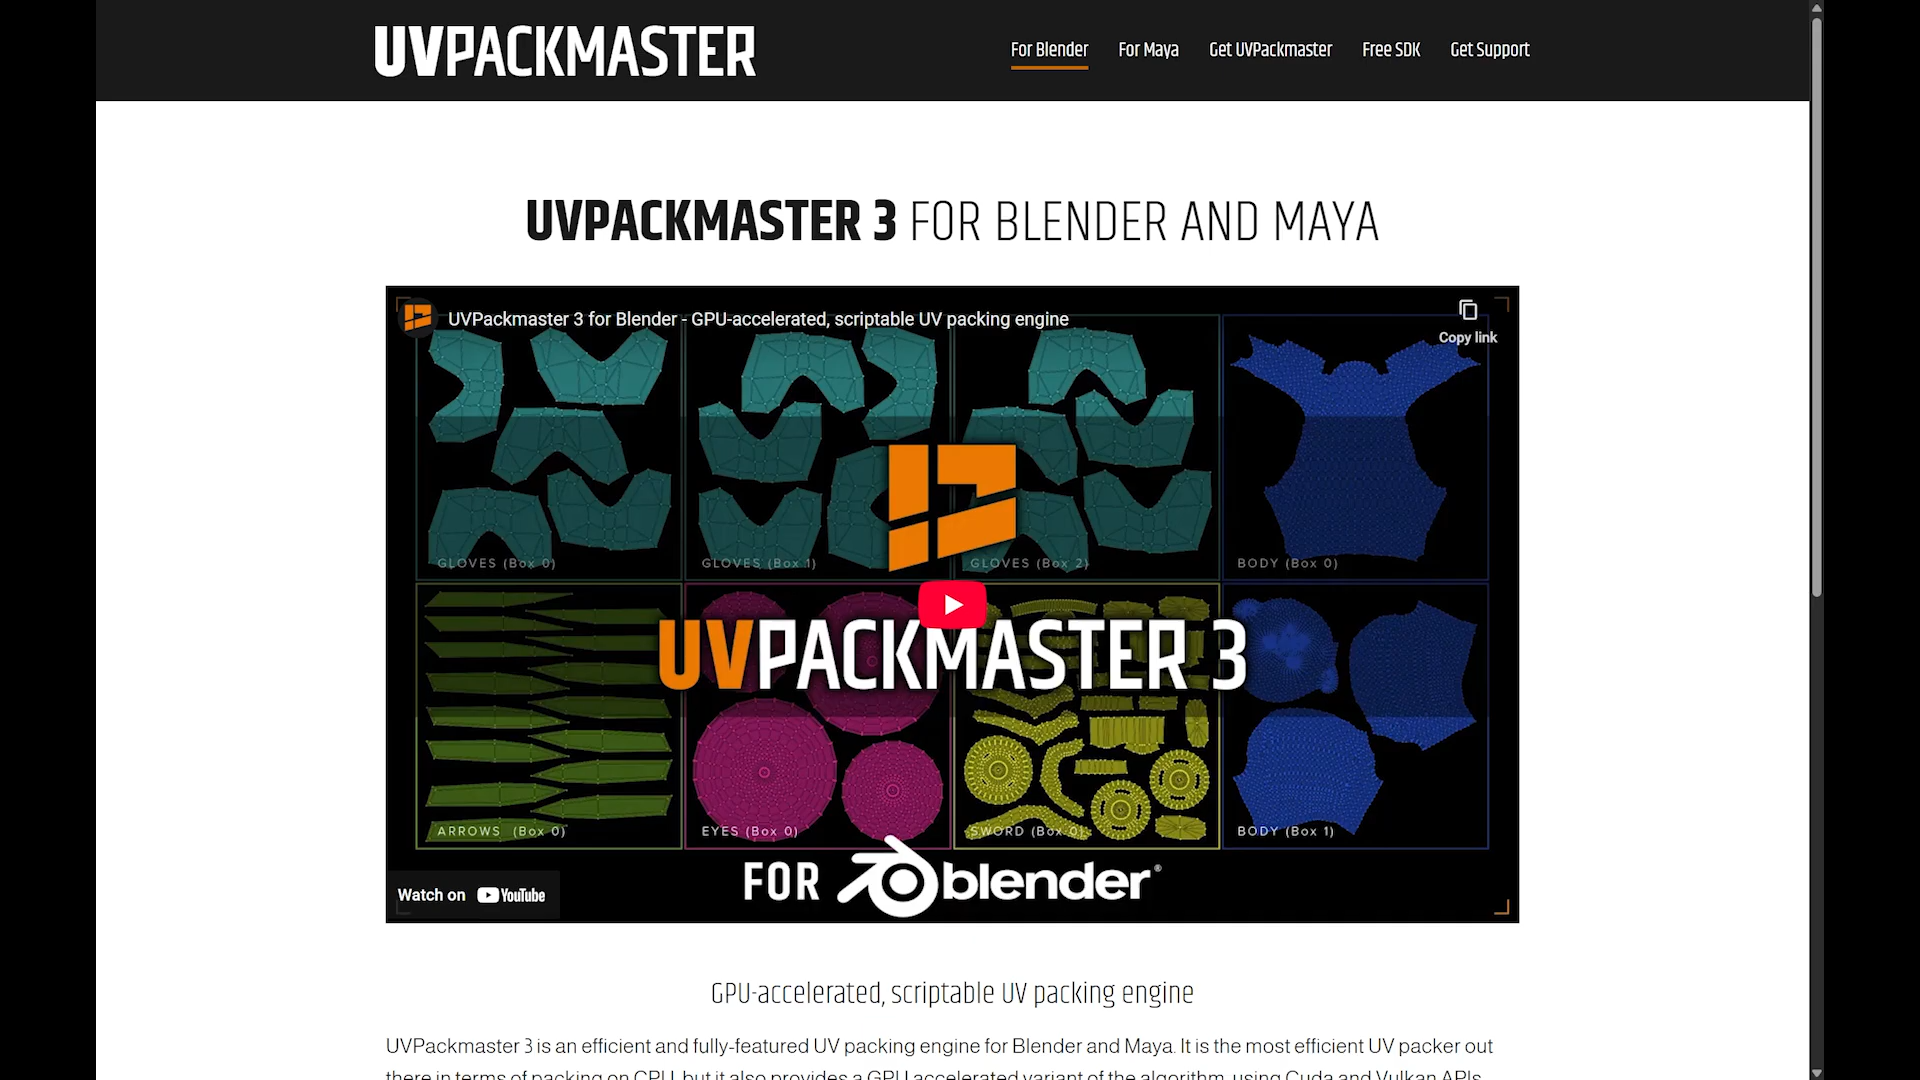 UVPACKMASTER
For Blender
For Maya
Get UVPackmaster
Free SDK
Get Support
UVPACKMASTER 3 FOR BLENDER AND MAYA
UVPackmaster 3 for Blender - GPU-accelerated, scriptable UV packing engine
Copy link
GLOVES (Box 0)
GLOVES (Box 1)
GLOVES (Box 2)
BODY (Box 0)
UVPACKMASTER 3
ARROWS (Box 0)
EYES (Box 0)
SWORD (Box 0)
BODY (Box 1)
FOR blender®
Watch on YouTube
GPU-accelerated, scriptable UV packing engine
UVPackmaster 3 is an efficient and fully-featured UV packing engine for Blender and Maya. It is the most efficient UV packer out
there in terms of packing on CPU, but it also provides a GPU accelerated variant of the algorithm, using Cuda and Vulkan APIs.